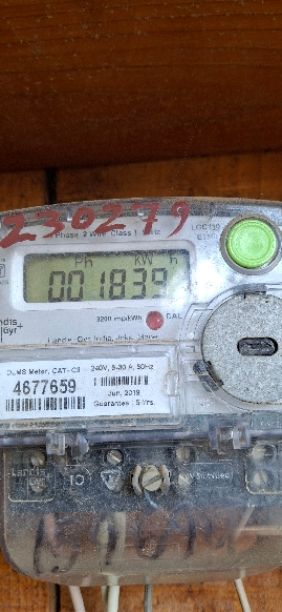 230279
Phase 2 Wire Class 1
Ph kW h
001839
3200 imp/kWh CAL
DLMS Meter, CAT- C3 240V, 5-30 A, 50Hz
4677659
Jun, 2019
Guarantee : 5-Yrs.
Landis